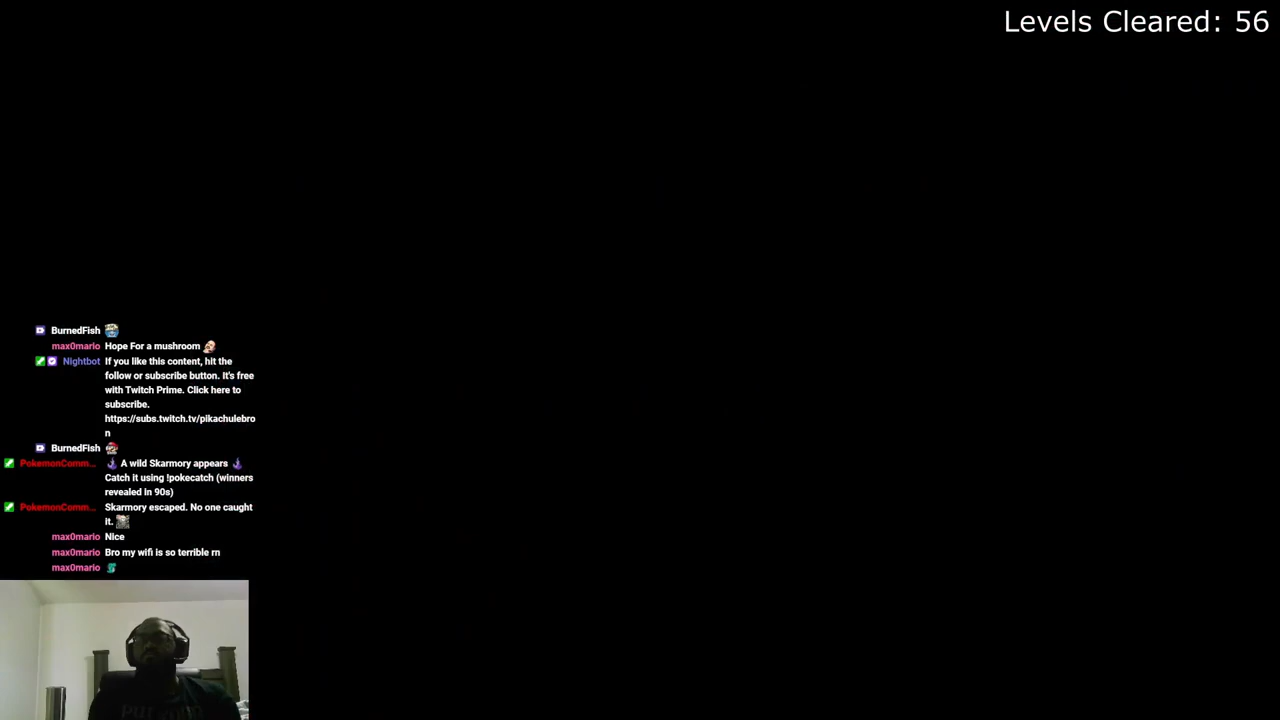 Levels Cleared: 56
BurnedFish
max0mario Hope For a mushroom
Nightbot If you like this content, hit the
follow or subscribe button. It's free
with Twitch Prime. Click here to
subscribe.
https://subs.twitch.tv/pikachulebro
n
BurnedFish
PokemonComm... A wild Skarmory appears
Catch it using !pokecatch (winners
revealed in 90s)
PokemonComm... Skarmory escaped. No one caught
it.
max0mario Nice
max0mario Bro my wifi is so terrible rn
max0mario